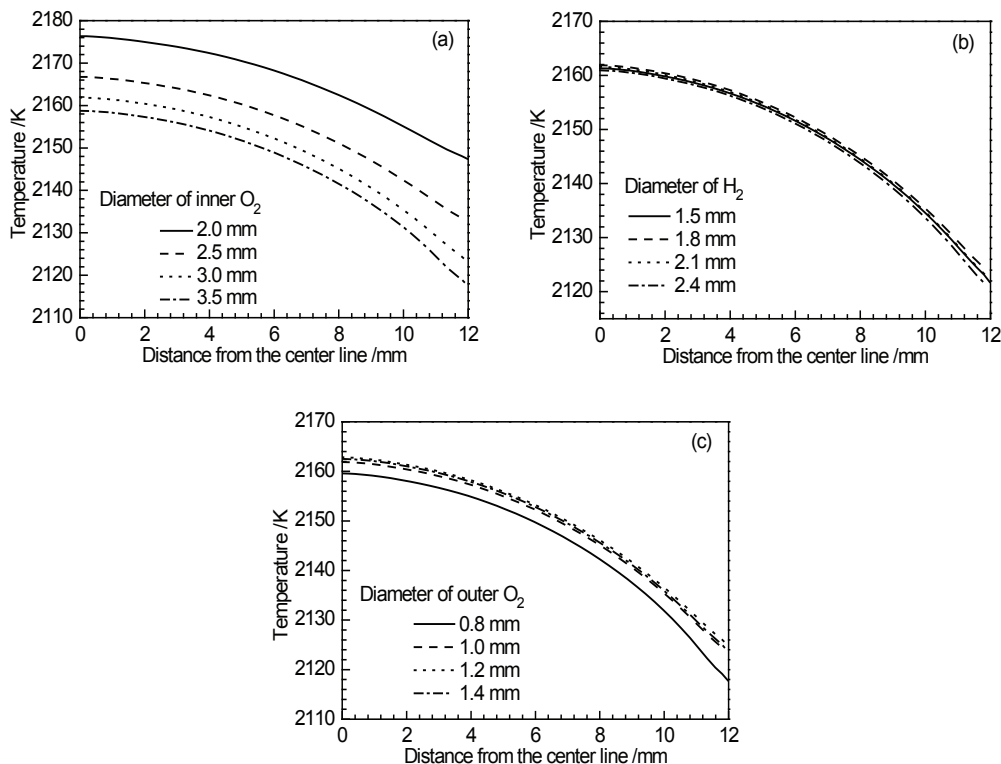 (a)
2180
2170
2160
2150
2140
2130
2120
2110
Temperature /K
Diameter of inner O2
2.0 mm
2.5 mm
3.0 mm
3.5 mm
0 2 4 6 8 10 12
Distance from the center line /mm
(b)
2160
2150
2140
2130
2120
Temperature /K
Diameter of H2
1.5 mm
1.8 mm
2.1 mm
2.4 mm
0 2 4 6 8 10 12
Distance from the center line /mm
(c)
2170
2160
2150
2140
2130
2120
2110
Temperature /K
Diameter of outer O2
0.8 mm
1.0 mm
1.2 mm
1.4 mm
0 2 4 6 8 10 12
Distance from the center line /mm